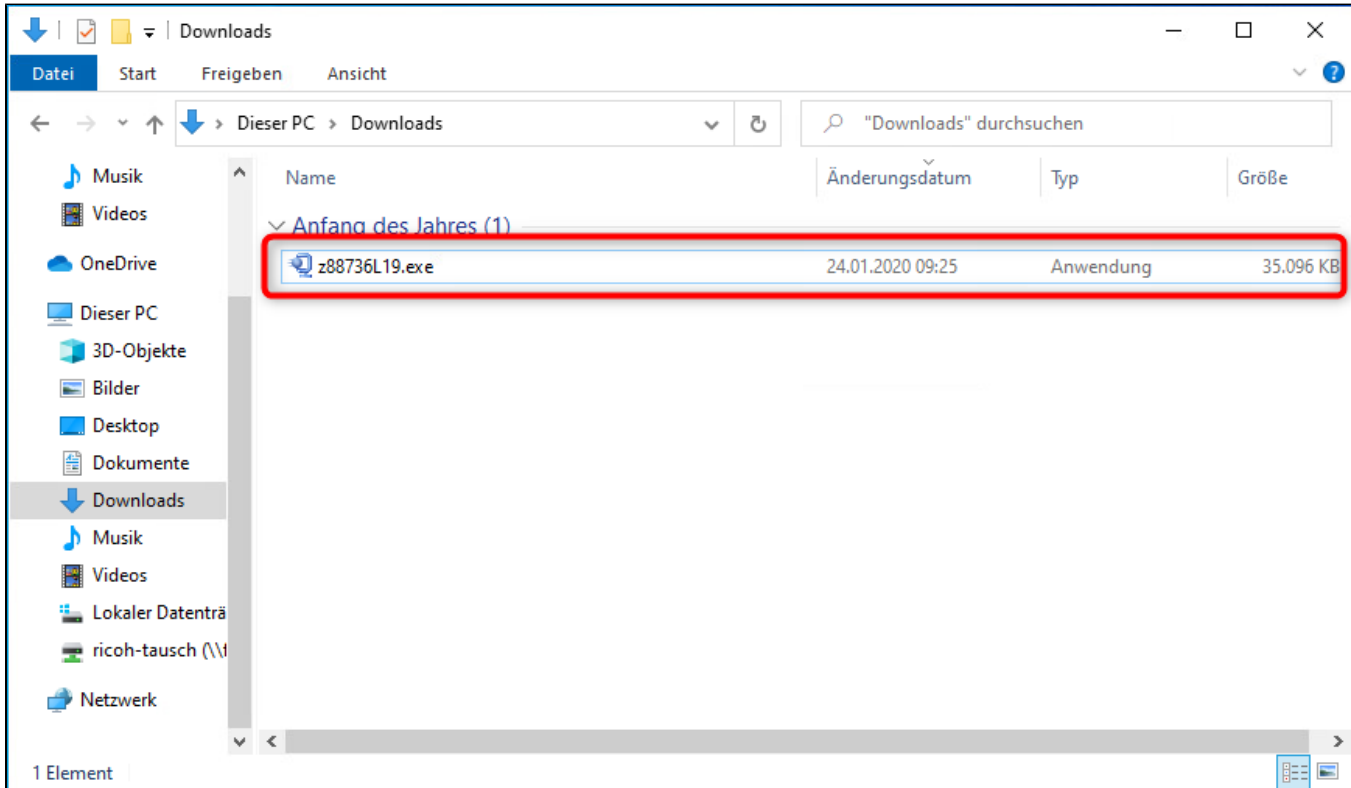 Downloads
Datei Start Freigeben Ansicht
Dieser PC Downloads "Downloads" durchsuchen
Name Änderungsdatum Typ Größe
Anfang des Jahres (1)
z88736L19.exe 24.01.2020 09:25 Anwendung 35.096 KB
Musik
Videos
OneDrive
Dieser PC
3D-Objekte
Bilder
Desktop
Dokumente
Downloads
Musik
Videos
Lokaler Datenträ
ricoh-tausch (\\f
Netzwerk
1 Element